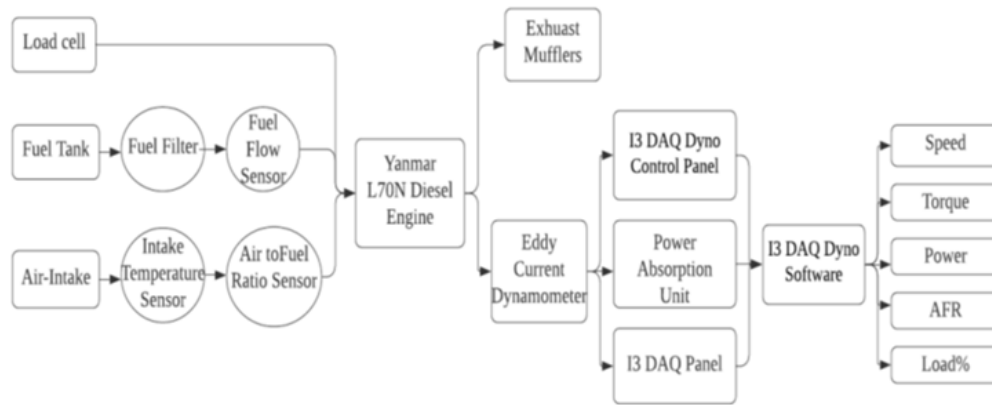 Load cell
Exhuast
Mufflers
Fuel Tank
Fuel Filter
Fuel
Flow
Sensor
Yanmar
L70N Diesel
Engine
Air-Intake
Intake
Temperature
Sensor
Air toFuel
Ratio Sensor
Eddy
Current
Dynamometer
I3 DAQ Dyno
Control Panel
Power
Absorption
Unit
I3 DAQ Panel
I3 DAQ Dyno
Software
Speed
Torque
Power
AFR
Load%